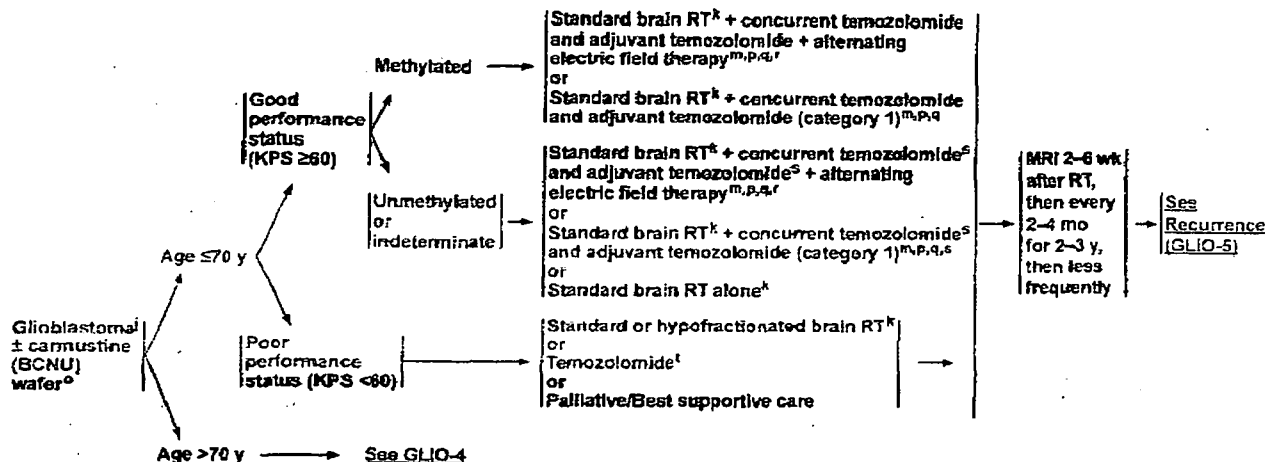 Glioblastomaʲ
± carmustine
(BCNU)
waferᵒ
Age ≤70 y
Good
performance
status
(KPS ≥60)
Methylated
Standard brain RTᵏ + concurrent temozolomide
and adjuvant temozolomide + alternating
electric field therapyᵐ,ᵖ,q,ʳ
or
Standard brain RTᵏ + concurrent temozolomide
and adjuvant temozolomide (category 1)ᵐ,ᵖ,q
Unmethylated
or
indeterminate
Standard brain RTᵏ + concurrent temozolomideˢ
and adjuvant temozolomideˢ + alternating
electric field therapyᵐ,ᵖ,q,ʳ
or
Standard brain RTᵏ + concurrent temozolomideˢ
and adjuvant temozolomide (category 1)ᵐ,ᵖ,q,ˢ
or
Standard brain RT aloneᵏ
Poor
performance
status (KPS <60)
Standard or hypofractionated brain RTᵏ
or
Temozolomideᵗ
or
Palliative/Best supportive care
Age >70 y
See GLIO-4
MRI 2–6 wk
after RT,
then every
2–4 mo
for 2–3 y,
then less
frequently
See
Recurrence
(GLIO-5)